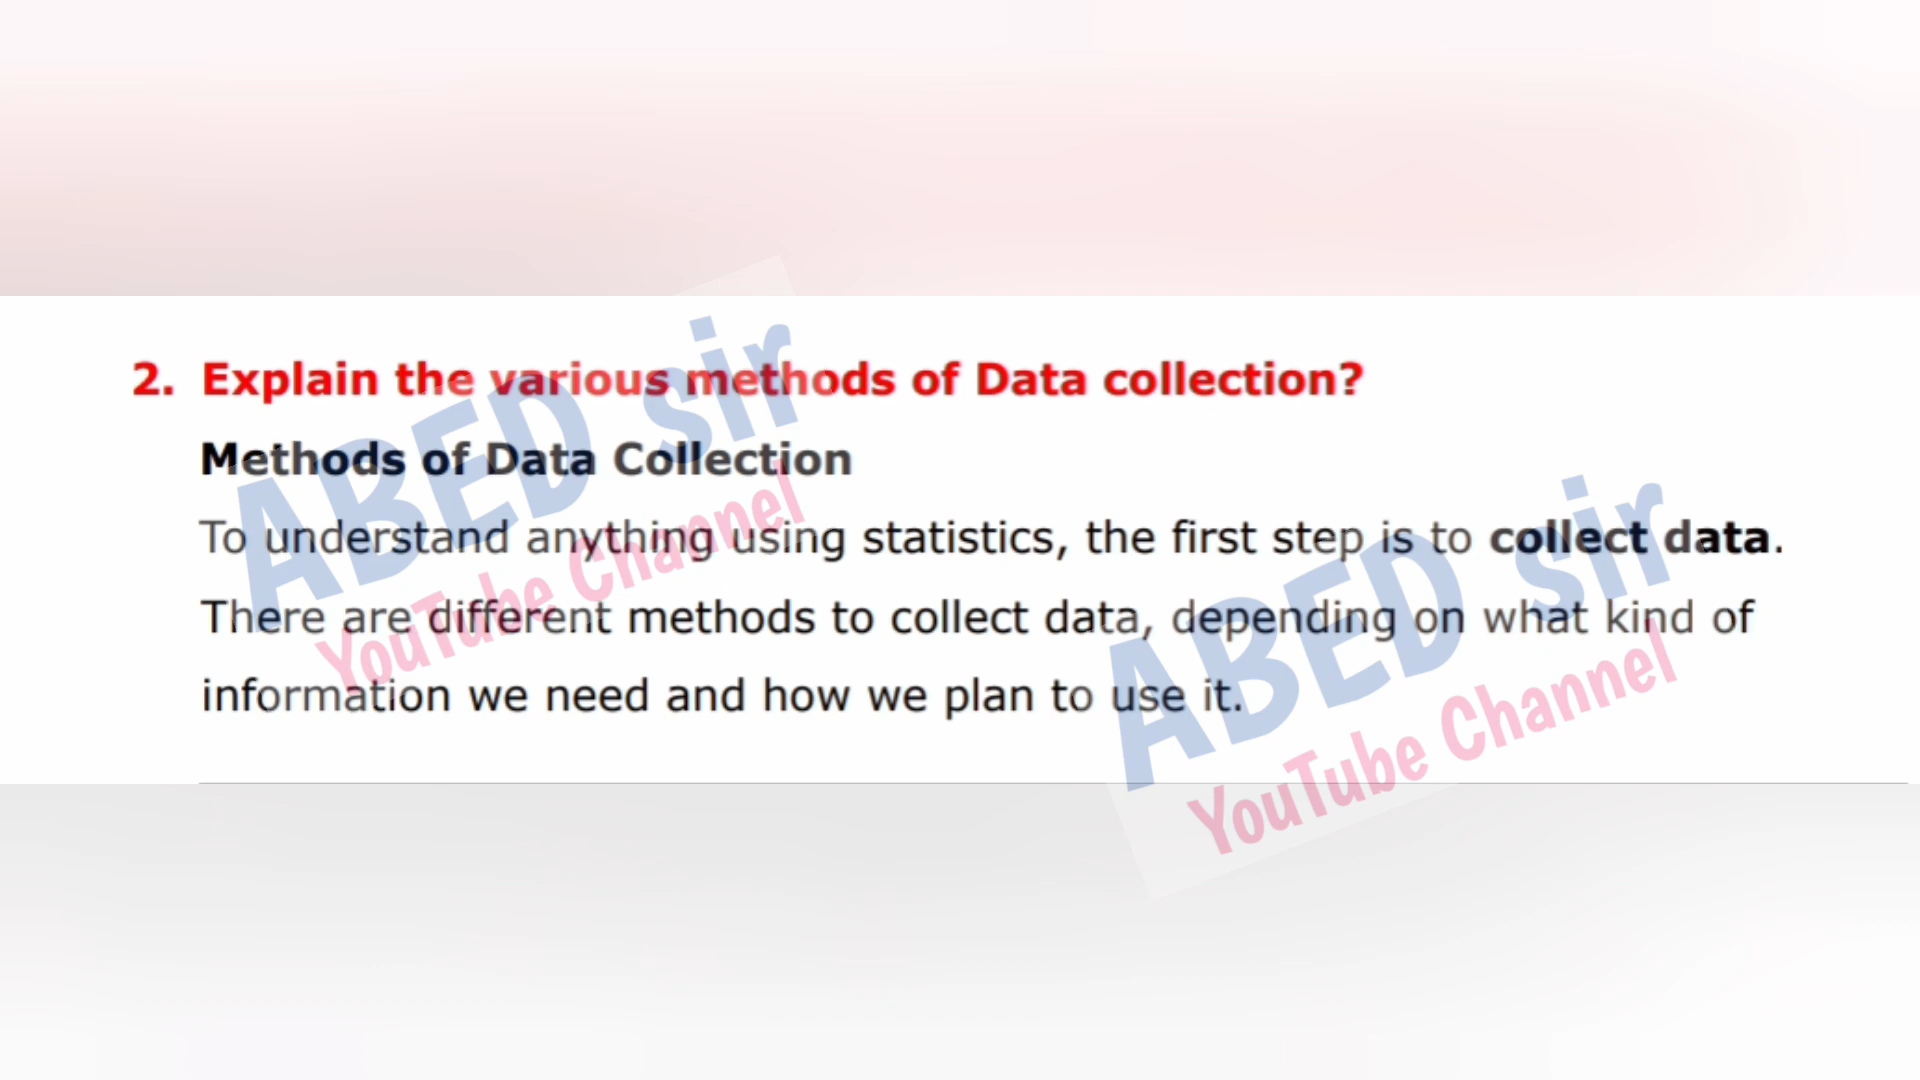 2. Explain the various methods of Data collection?
Methods of Data Collection
To understand anything using statistics, the first step is to collect data.
There are different methods to collect data, depending on what kind of
information we need and how we plan to use it.
ABED sir
YouTube Channel
ABED sir
YouTube Channel